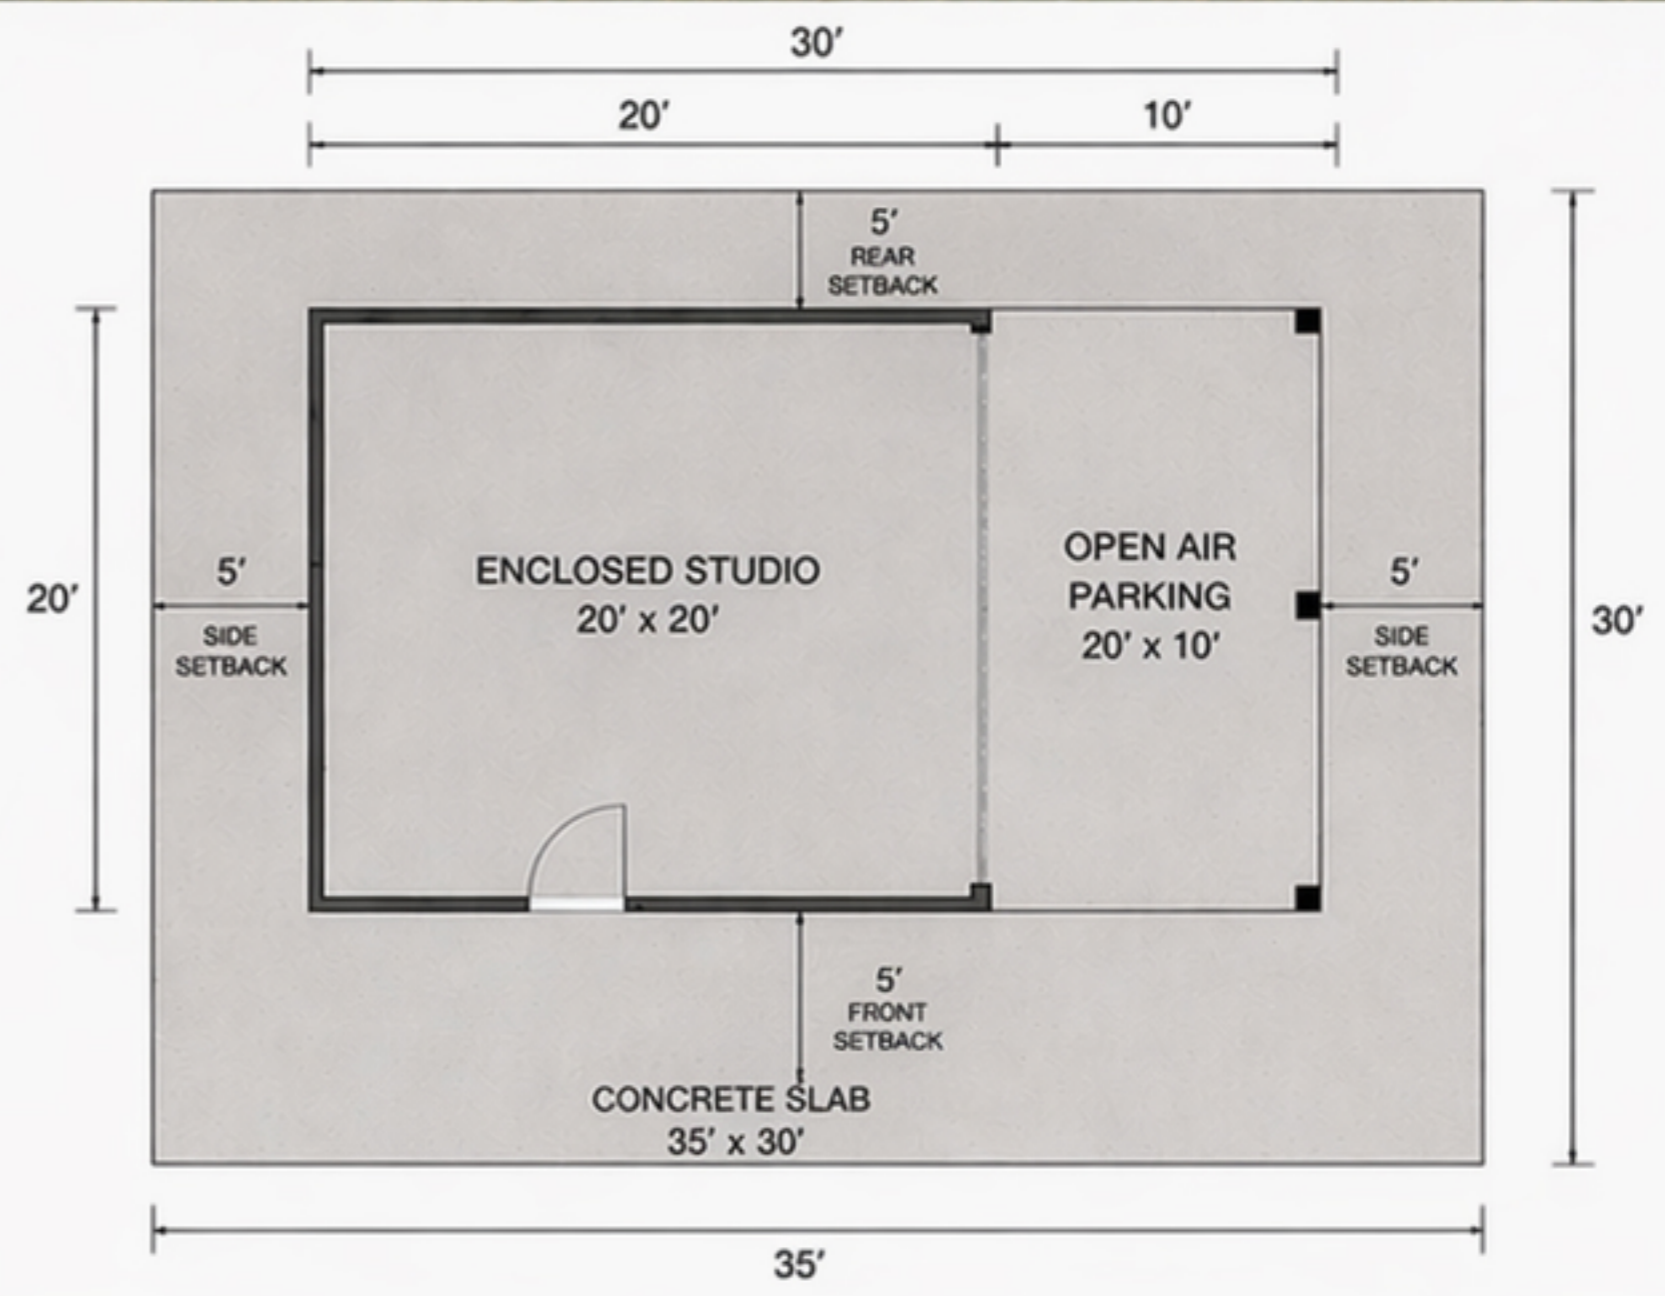 30′
20′
10′
5′
REAR
SETBACK
20′
5′
SIDE
SETBACK
ENCLOSED STUDIO
20′ x 20′
OPEN AIR
PARKING
20′ x 10′
5′
SIDE
SETBACK
30′
5′
FRONT
SETBACK
CONCRETE SLAB
35′ x 30′
35′